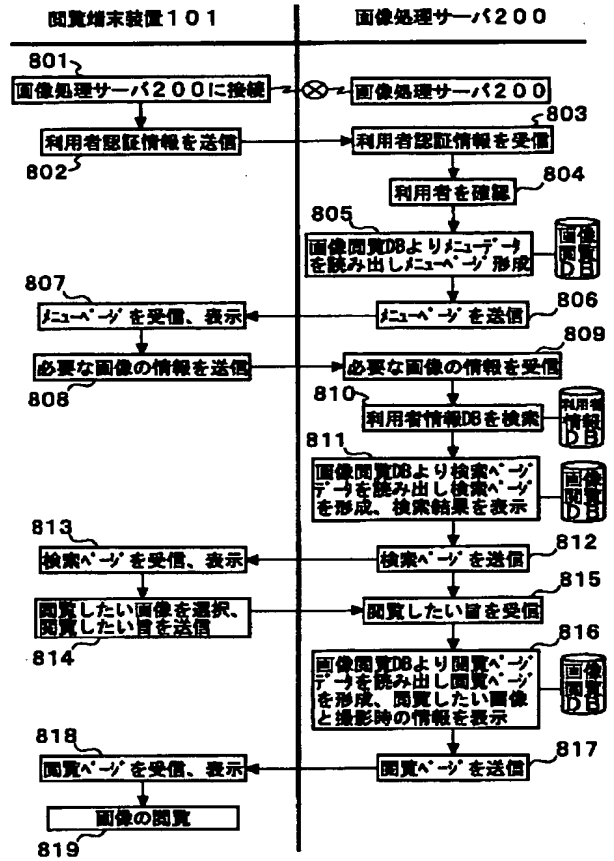 閲覧端末装置101
画像処理サーバ200
801
画像処理サーバ200に接続
画像処理サーバ200
803
利用者認証情報を送信
利用者認証情報を受信
802
804
利用者を確認
805
画像閲覧DBよりメニューデータ
を読み出しメニューページ形成
画像
閲覧
DB
807
メニューページを受信、表示
メニューページを送信
806
809
必要な画像の情報を送信
必要な画像の情報を受信
808
810
利用者情報DBを検索
利用者
情報
DB
811
画像閲覧DBより検索ページ
データを読み出し検索ページ
を形成、検索結果を表示
画像
閲覧
DB
813
812
検索ページを受信、表示
検索ページを送信
815
閲覧したい画像を選択、
閲覧したい旨を送信
閲覧したい旨を受信
814
816
画像閲覧DBより閲覧ページ
データを読み出し閲覧ページ
を形成、閲覧したい画像
と撮影時の情報を表示
画像
閲覧
DB
818
817
閲覧ページを受信、表示
閲覧ページを送信
画像の閲覧
819